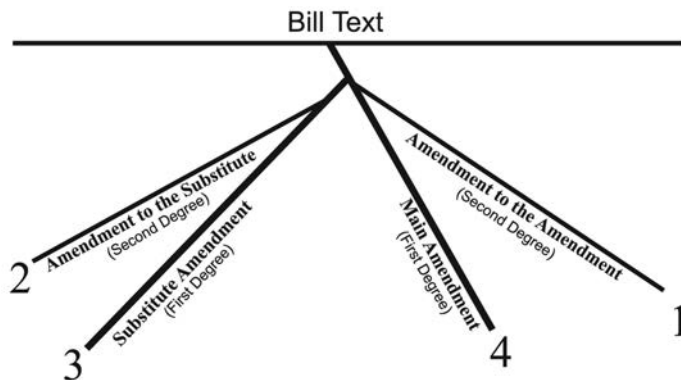 Bill Text
Amendment to the Substitute
(Second Degree)
2
Substitute Amendment
(First Degree)
3
Main Amendment
(First Degree)
4
Amendment to the Amendment
(Second Degree)
1